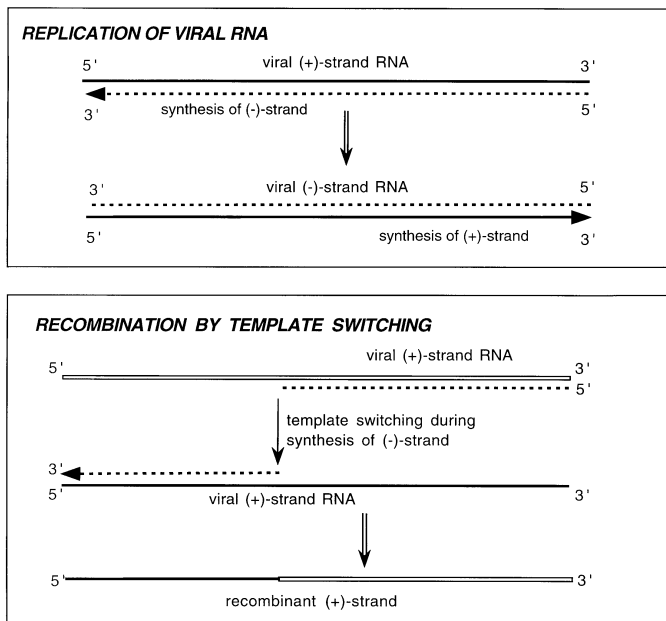 REPLICATION OF VIRAL RNA
5' viral (+)-strand RNA 3'
3' synthesis of (-)-strand 5'
3' viral (-)-strand RNA 5'
5' synthesis of (+)-strand 3'
RECOMBINATION BY TEMPLATE SWITCHING
5' viral (+)-strand RNA 3'
5'
template switching during
synthesis of (-)-strand
3'
5' viral (+)-strand RNA 3'
5' 3'
recombinant (+)-strand